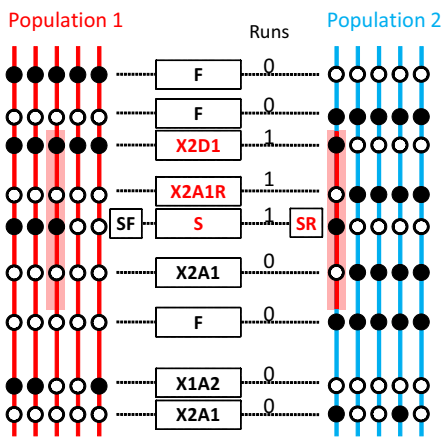 Population 1
Runs
Population 2
F 0
F 0
X2D1 1
X2A1R 1
SF S 1 SR
X2A1 0
F 0
X1A2 0
X2A1 0